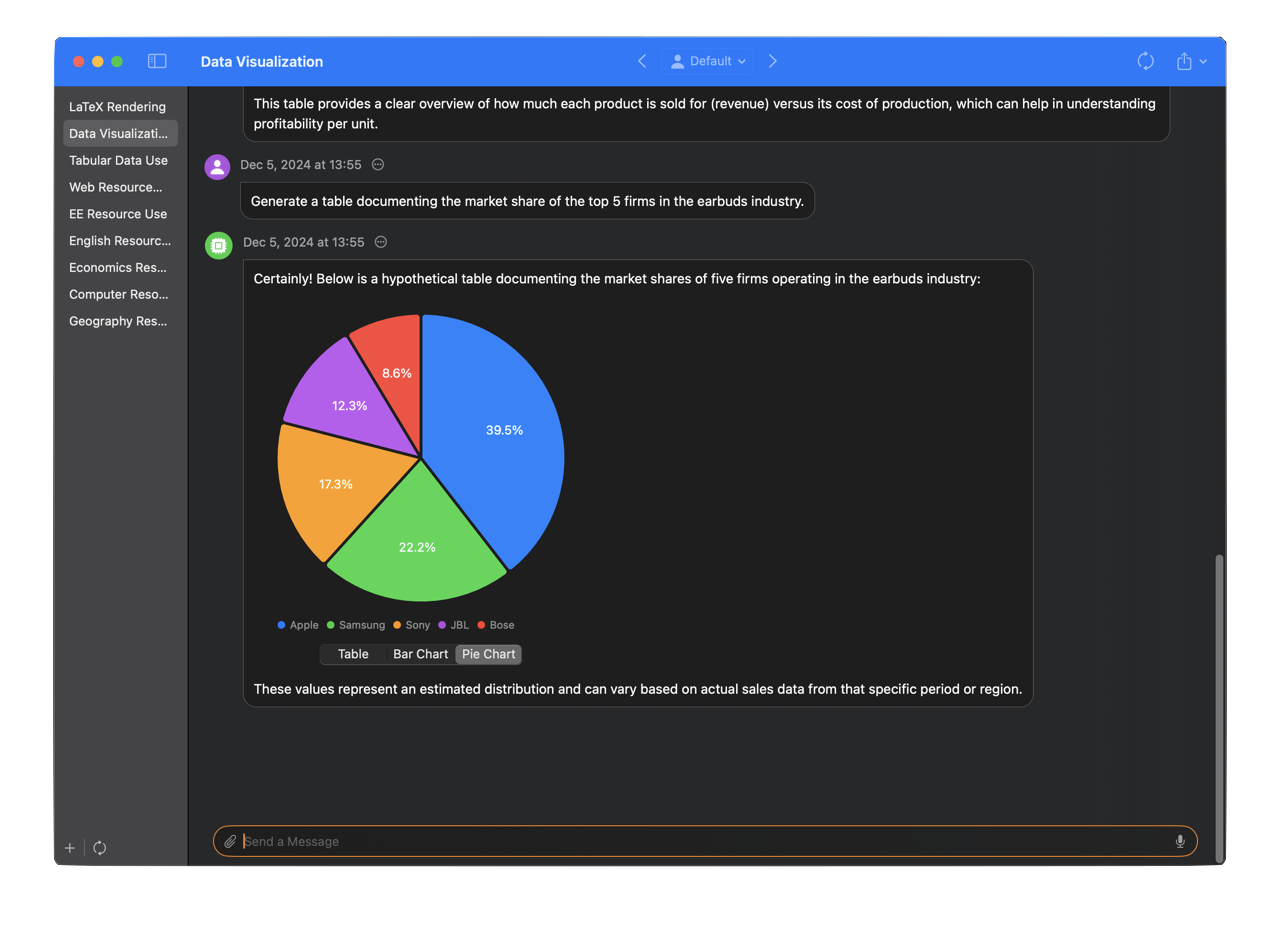 Data Visualization
Default
LaTeX Rendering
Data Visualizati...
Tabular Data Use
Web Resource...
EE Resource Use
English Resourc...
Economics Res...
Computer Reso...
Geography Res...
This table provides a clear overview of how much each product is sold for (revenue) versus its cost of production, which can help in understanding
profitability per unit.
Dec 5, 2024 at 13:55
Generate a table documenting the market share of the top 5 firms in the earbuds industry.
Dec 5, 2024 at 13:55
Certainly! Below is a hypothetical table documenting the market shares of five firms operating in the earbuds industry:
8.6%
12.3%
39.5%
17.3%
22.2%
Apple Samsung Sony JBL Bose
Table Bar Chart Pie Chart
These values represent an estimated distribution and can vary based on actual sales data from that specific period or region.
Send a Message